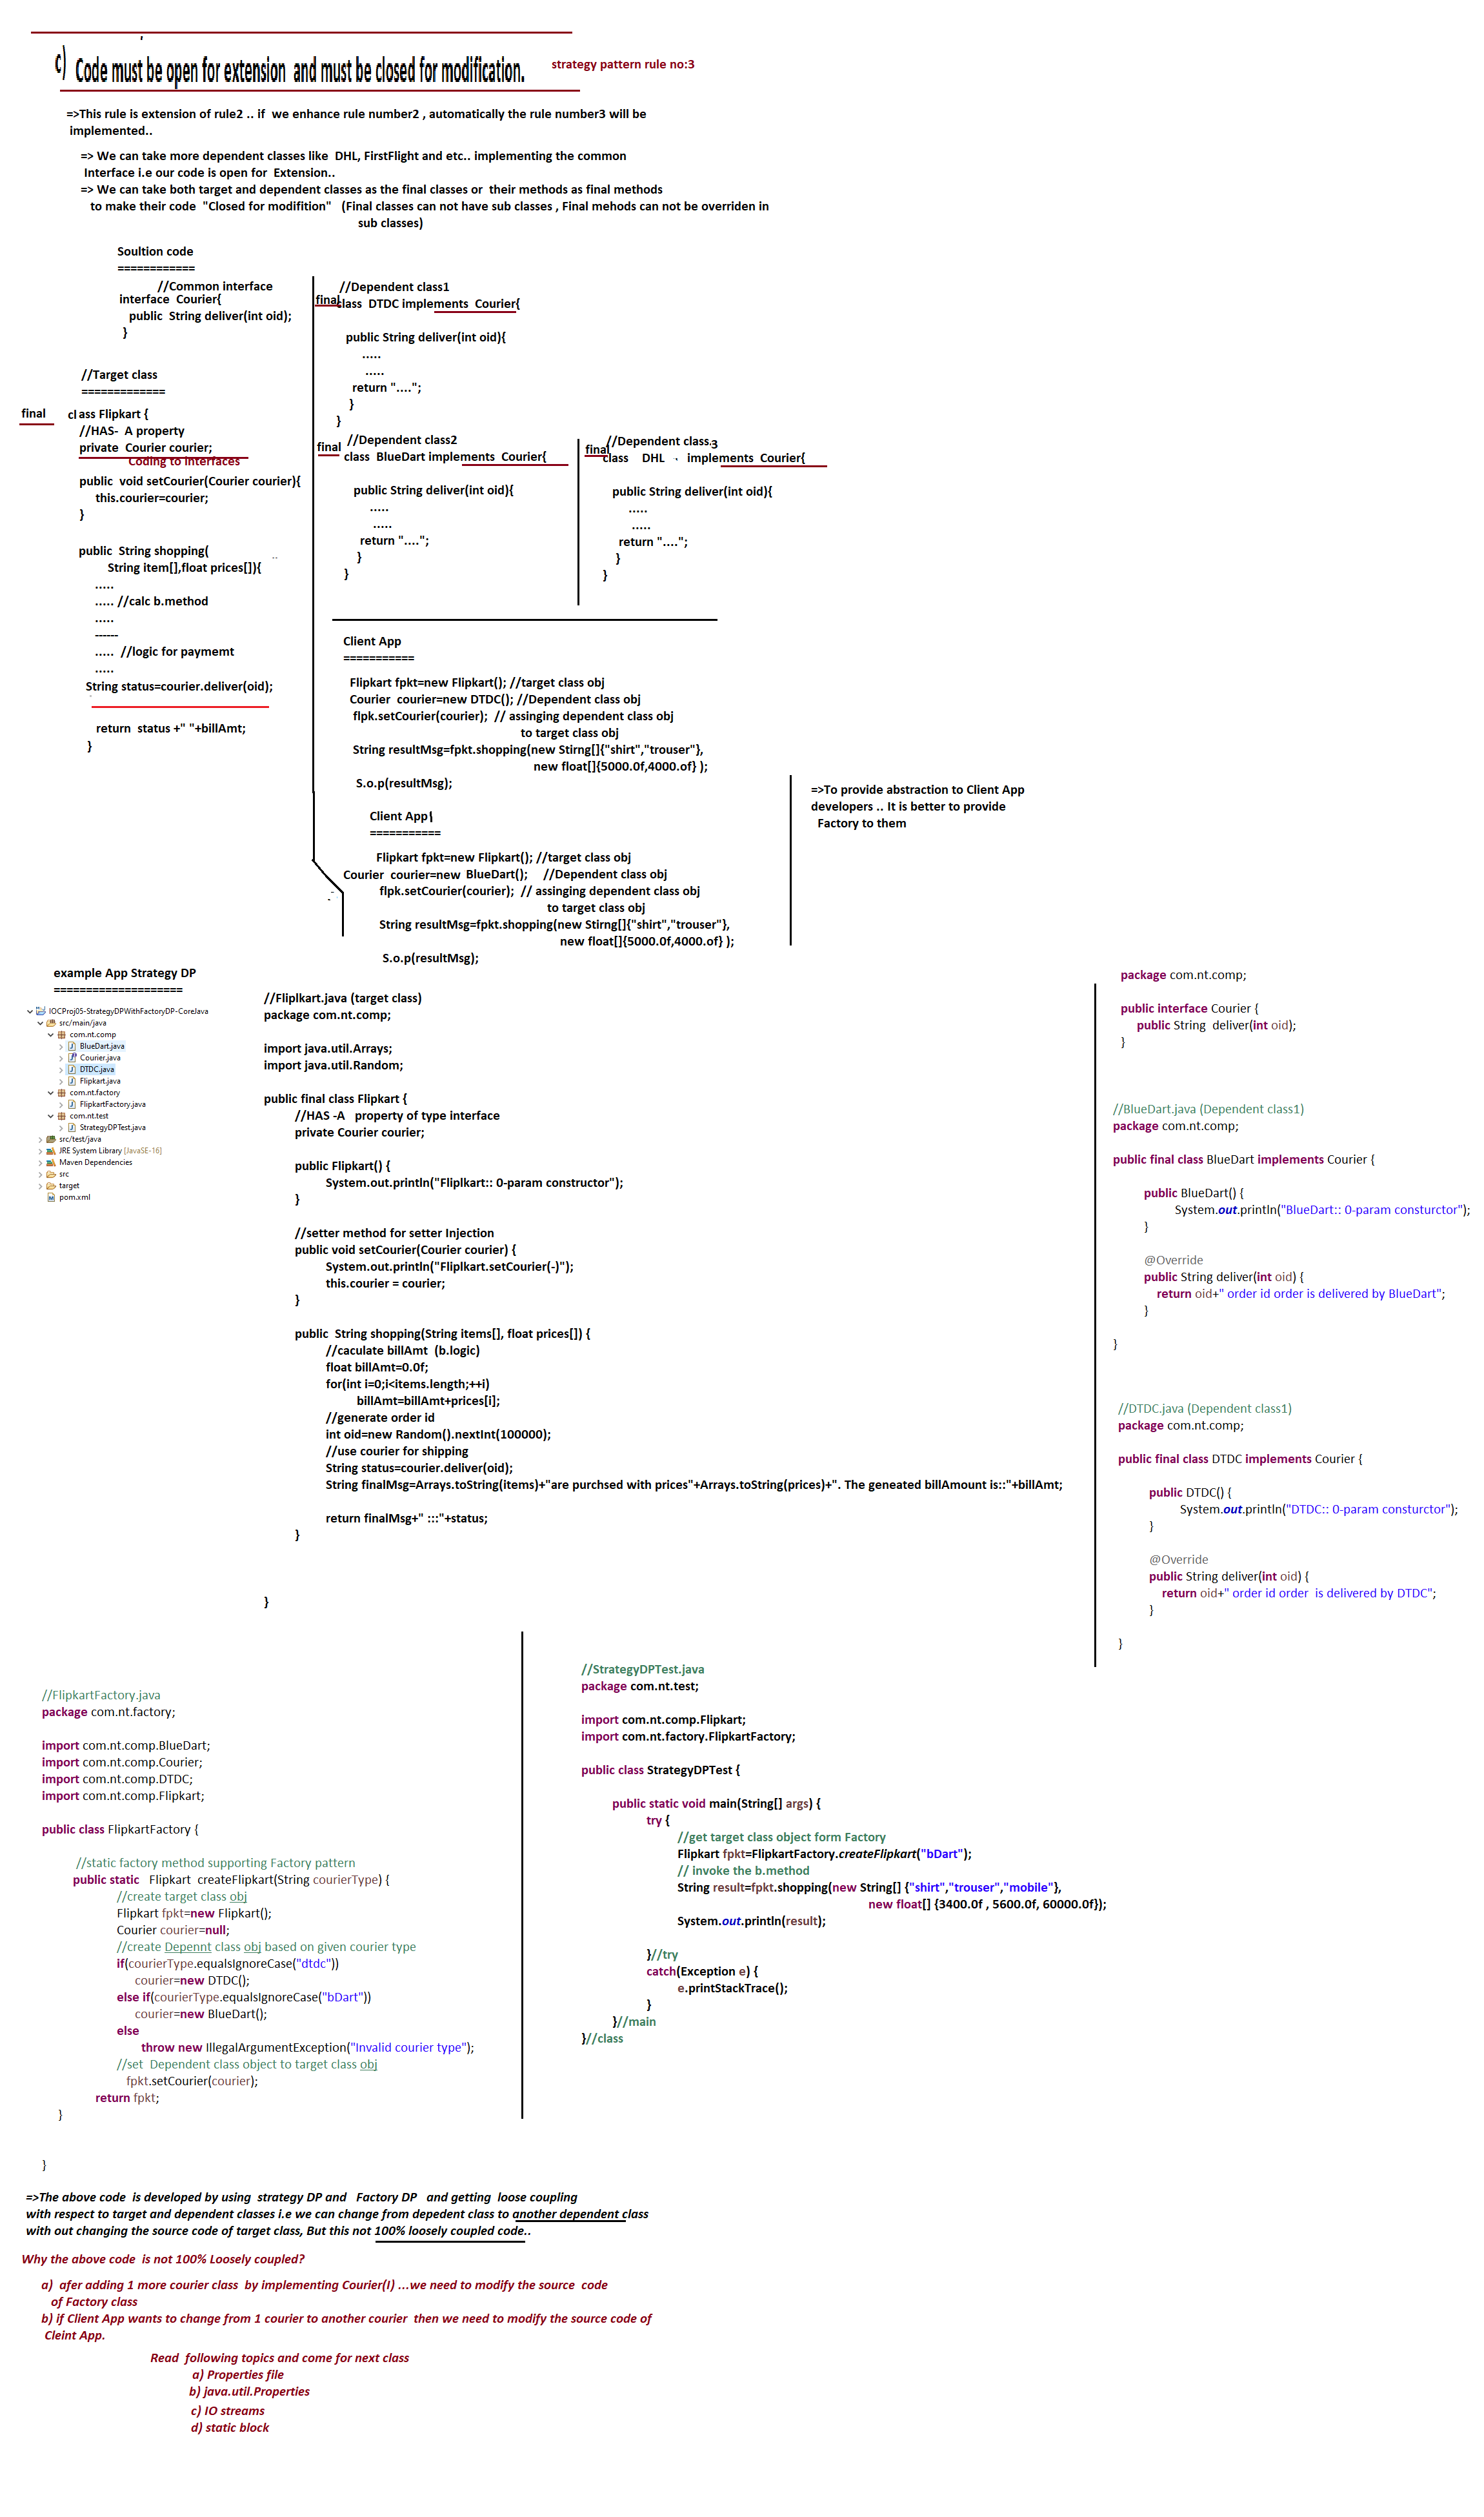 c) Code must be open for extension  and must be closed for modification.
strategy pattern rule no:3
=>This rule is extension of rule2 .. if  we enhance rule number2 , automatically the rule number3 will be
implemented..
=> We can take more dependent classes like  DHL, FirstFlight and etc.. implementing the common
Interface i.e our code is open for  Extension..
=> We can take both target and dependent classes as the final classes or  their methods as final methods
to make their code  "Closed for modifition"   (Final classes can not have sub classes , Final mehods can not be overriden in
sub classes)
Soultion code
============
//Common interface
interface  Courier{
public  String deliver(int oid);
}
//Target class
=============
final class Flipkart {
//HAS-  A property
private  Courier courier;
Coding to interfaces
public  void setCourier(Courier courier){
this.courier=courier;
}
public  String shopping(
String item[],float prices[]){
.....
..... //calc b.method
.....
------
.....  //logic for paymemt
.....
String status=courier.deliver(oid);
return  status +" "+billAmt;
}
//Dependent class1
final class  DTDC implements  Courier{
public String deliver(int oid){
.....
.....
return "....";
}
}
//Dependent class2
final class  BlueDart implements  Courier{
public String deliver(int oid){
.....
.....
return "....";
}
}
//Dependent class.3
final class    DHL    implements  Courier{
public String deliver(int oid){
.....
.....
return "....";
}
}
Client App
===========
Flipkart fpkt=new Flipkart(); //target class obj
Courier  courier=new DTDC(); //Dependent class obj
flpk.setCourier(courier);  // assinging dependent class obj
to target class obj
String resultMsg=fpkt.shopping(new Stirng[]{"shirt","trouser"},
new float[]{5000.0f,4000.of} );
S.o.p(resultMsg);
Client App
===========
Flipkart fpkt=new Flipkart(); //target class obj
Courier  courier=new  BlueDart();     //Dependent class obj
flpk.setCourier(courier);  // assinging dependent class obj
to target class obj
String resultMsg=fpkt.shopping(new Stirng[]{"shirt","trouser"},
new float[]{5000.0f,4000.of} );
S.o.p(resultMsg);
=>To provide abstraction to Client App
developers .. It is better to provide
Factory to them
example App Strategy DP
====================
IOCProj05-StrategyDPWithFactoryDP-CoreJava
src/main/java
com.nt.comp
BlueDart.java
Courier.java
DTDC.java
Flipkart.java
com.nt.factory
FlipkartFactory.java
com.nt.test
StrategyDPTest.java
src/test/java
JRE System Library [JavaSE-16]
Maven Dependencies
src
target
pom.xml
//Fliplkart.java (target class)
package com.nt.comp;
import java.util.Arrays;
import java.util.Random;
public final class Flipkart {
//HAS -A   property of type interface
private Courier courier;
public Flipkart() {
System.out.println("Fliplkart:: 0-param constructor");
}
//setter method for setter Injection
public void setCourier(Courier courier) {
System.out.println("Fliplkart.setCourier(-)");
this.courier = courier;
}
public  String shopping(String items[], float prices[]) {
//caculate billAmt  (b.logic)
float billAmt=0.0f;
for(int i=0;i<items.length;++i)
billAmt=billAmt+prices[i];
//generate order id
int oid=new Random().nextInt(100000);
//use courier for shipping
String status=courier.deliver(oid);
String finalMsg=Arrays.toString(items)+"are purchsed with prices"+Arrays.toString(prices)+". The geneated billAmount is::"+billAmt;
return finalMsg+" :::"+status;
}
}
package com.nt.comp;
public interface Courier {
public String  deliver(int oid);
}
//BlueDart.java (Dependent class1)
package com.nt.comp;
public final class BlueDart implements Courier {
public BlueDart() {
System.out.println("BlueDart:: 0-param consturctor");
}
@Override
public String deliver(int oid) {
return oid+" order id order is delivered by BlueDart";
}
}
//DTDC.java (Dependent class1)
package com.nt.comp;
public final class DTDC implements Courier {
public DTDC() {
System.out.println("DTDC:: 0-param consturctor");
}
@Override
public String deliver(int oid) {
return oid+" order id order  is delivered by DTDC";
}
}
//FlipkartFactory.java
package com.nt.factory;
import com.nt.comp.BlueDart;
import com.nt.comp.Courier;
import com.nt.comp.DTDC;
import com.nt.comp.Flipkart;
public class FlipkartFactory {
//static factory method supporting Factory pattern
public static   Flipkart  createFlipkart(String courierType) {
//create target class obj
Flipkart fpkt=new Flipkart();
Courier courier=null;
//create Depennt class obj based on given courier type
if(courierType.equalsIgnoreCase("dtdc"))
courier=new DTDC();
else if(courierType.equalsIgnoreCase("bDart"))
courier=new BlueDart();
else
throw new IllegalArgumentException("Invalid courier type");
//set  Dependent class object to target class obj
fpkt.setCourier(courier);
return fpkt;
}
}
//StrategyDPTest.java
package com.nt.test;
import com.nt.comp.Flipkart;
import com.nt.factory.FlipkartFactory;
public class StrategyDPTest {
public static void main(String[] args) {
try {
//get target class object form Factory
Flipkart fpkt=FlipkartFactory.createFlipkart("bDart");
// invoke the b.method
String result=fpkt.shopping(new String[] {"shirt","trouser","mobile"},
new float[] {3400.0f , 5600.0f, 60000.0f});
System.out.println(result);
}//try
catch(Exception e) {
e.printStackTrace();
}
}//main
}//class
=>The above code  is developed by using  strategy DP and   Factory DP   and getting  loose coupling
with respect to target and dependent classes i.e we can change from depedent class to another dependent class
with out changing the source code of target class, But this not 100% loosely coupled code..
Why the above code  is not 100% Loosely coupled?
a)  afer adding 1 more courier class  by implementing Courier(I) ...we need to modify the source  code
of Factory class
b) if Client App wants to change from 1 courier to another courier  then we need to modify the source code of
Cleint App.
Read  following topics and come for next class
a) Properties file
b) java.util.Properties
c) IO streams
d) static block